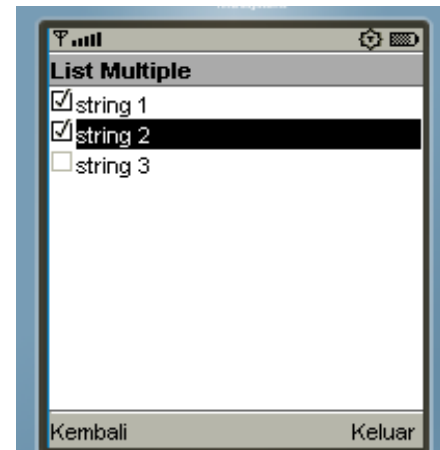 List Multiple
string 1
string 2
string 3
Kembali Keluar